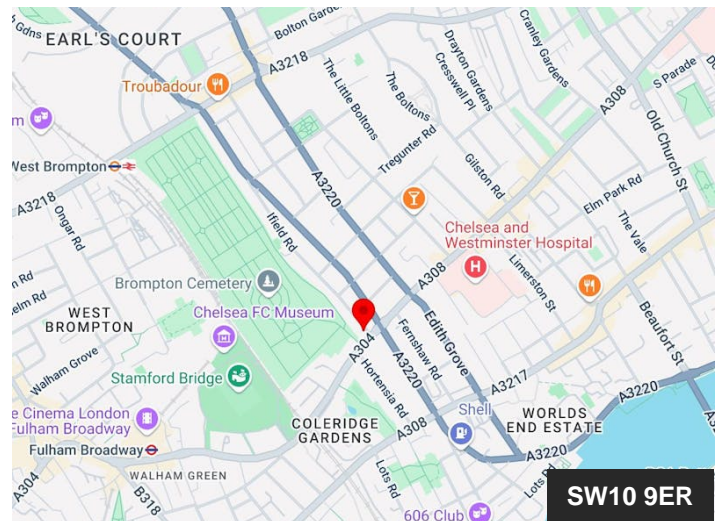 Gdns
EARL'S COURT
Bolton Gardens
A3218
Troubadour
The Little Boltons
The Boltons
Drayton Gardens
Cresswell Pl
Cranley Gardens
A308
S Parade
Old Church St
West Brompton
A3218
Tregunter Rd
Gilston Rd
Elm Park Rd
The Vale
Ongar Rd
A3220
Ifield Rd
Chelsea and
Westminster Hospital
Limerston St
Brompton Cemetery
A308
Beaufort St
WEST
BROMPTON
Chelsea FC Museum
Edith Grove
Walham Grove
A304
Fernshaw Rd
Stamford Bridge
Hortensia Rd
A3220
A3217
A3220
Cinema London
Fulham Broadway
COLERIDGE
GARDENS
A308
Shell
WORLDS
END ESTATE
Fulham Broadway
A3220
Lots Rd
Lots Rd
WALHAM GREEN
A304
B318
606 Club
SW10 9ER